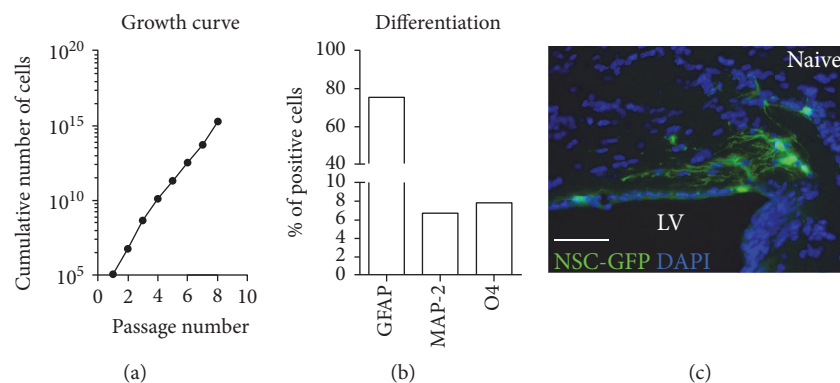 Growth curve
Cumulative number of cells
10^20
10^15
10^10
10^5
0 2 4 6 8 10
Passage number
(a)
Differentiation
% of positive cells
100
80
60
40
10
8
6
4
2
0
GFAP
MAP-2
O4
(b)
Naive
LV
NSC-GFP DAPI
(c)